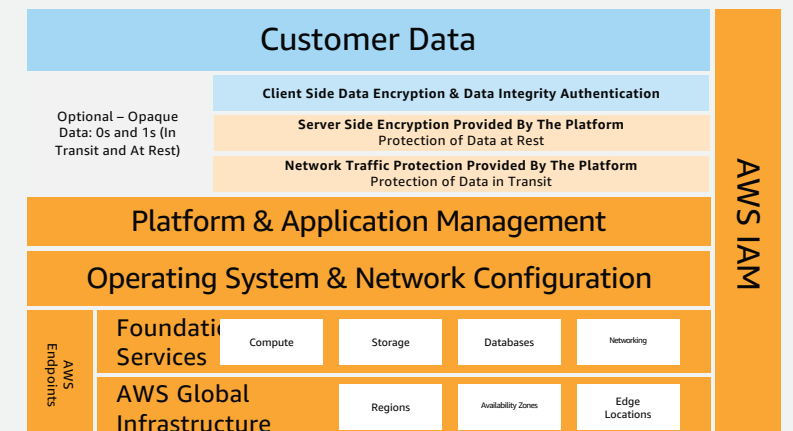 Customer Data
Client Side Data Encryption & Data Integrity Authentication
Optional – Opaque
Data: 0s and 1s (In
Transit and At Rest)
Server Side Encryption Provided By The Platform
Protection of Data at Rest
Network Traffic Protection Provided By The Platform
Protection of Data in Transit
AWS IAM
Platform & Application Management
Operating System & Network Configuration
AWS
Endpoints
Services
Compute
Storage
Databases
Networking
AWS Global
Infrastructure
Regions
Availability Zones
Edge
Locations